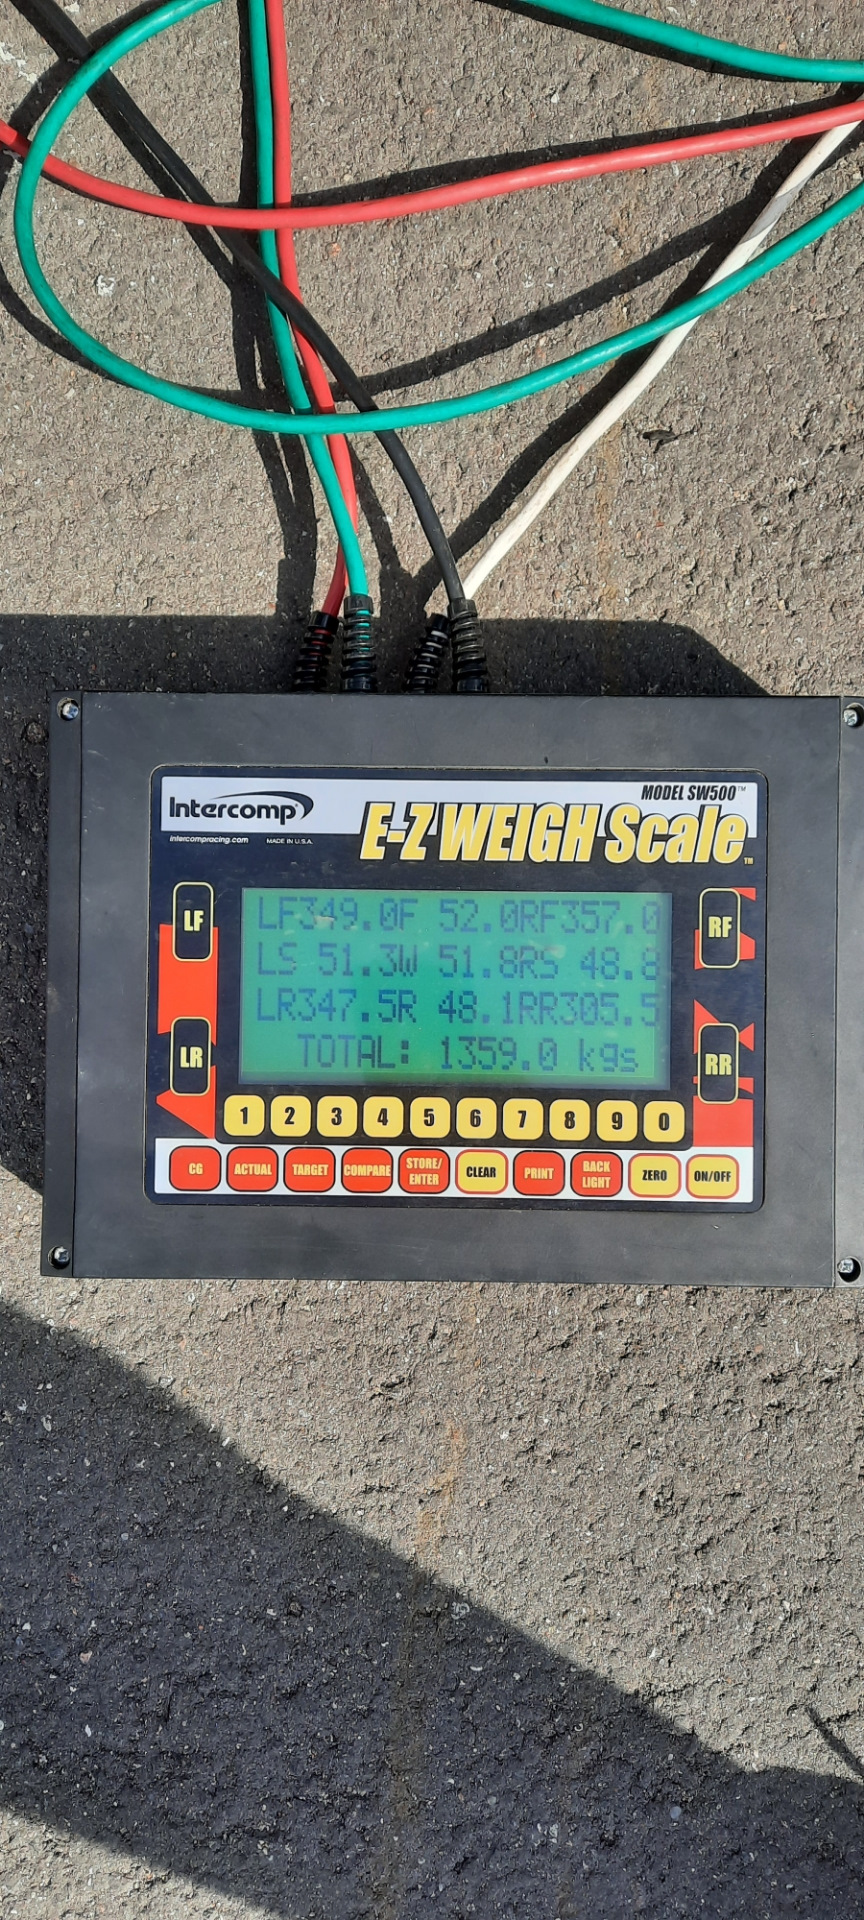 MODEL SW500™
Intercomp®
E-Z WEIGH Scale™
intercompracing.com MADE IN U.S.A.
LF
LF349.0F 52.0RF357.0
RF
LS 51.3W 51.8RS 48.8
LR347.5R 48.1RR305.5
LR
TOTAL: 1359.0 kgs
RR
1 2 3 4 5 6 7 8 9 0
CG ACTUAL TARGET COMPARE STORE/ENTER CLEAR PRINT BACK LIGHT ZERO ON/OFF